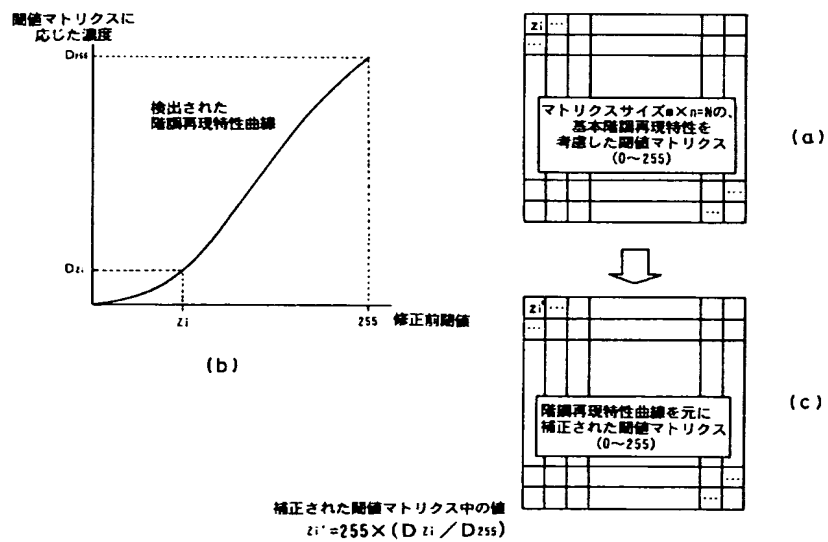 閾値マトリクスに
応じた濃度
D255
検出された
階調再現特性曲線
DZi
Zi
255
修正前閾値
(b)
Zi ...
...
マトリクスサイズm×n=Nの、
基本階調再現特性を
考慮した閾値マトリクス
(0～255)
...
...
(a)
Zi' ...
...
階調再現特性曲線を元に
補正された閾値マトリクス
(0～255)
...
...
(c)
補正された閾値マトリクス中の値
Zi'=255×(DZi／D255)